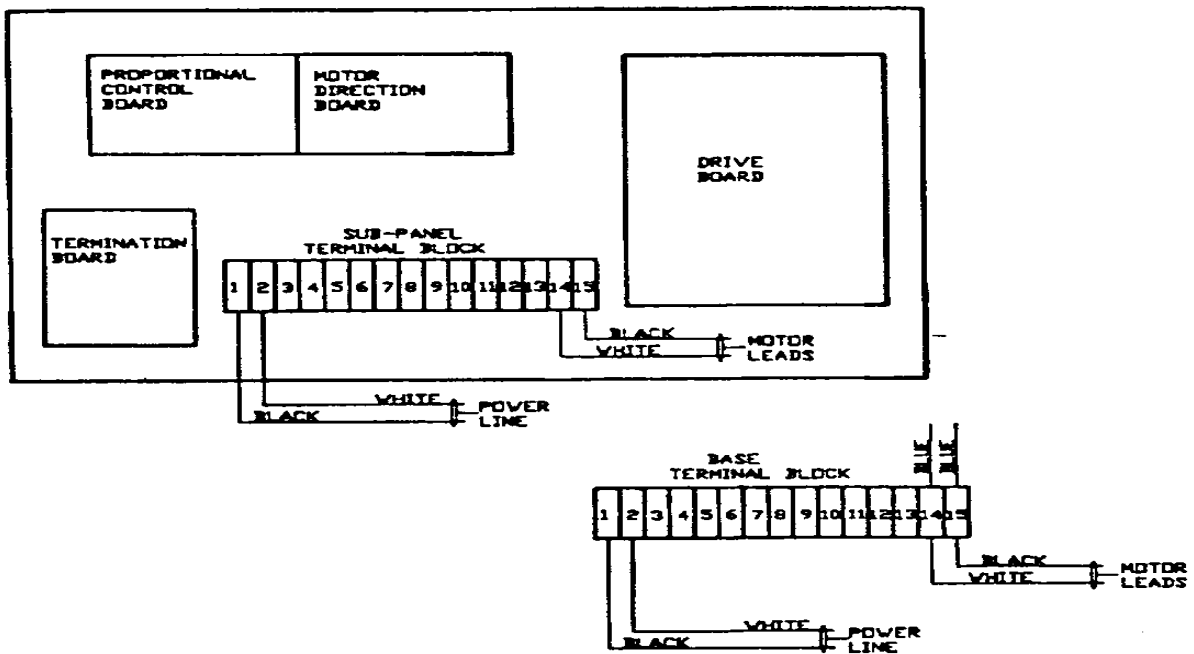 PROPORTIONAL
CONTROL
BOARD
MOTOR
DIRECTION
BOARD
DRIVE
BOARD
TERMINATION
BOARD
SUB-PANEL
TERMINAL BLOCK
1 2 3 4 5 6 7 8 9 10 11 12 13 14 15
BLACK
WHITE
MOTOR
LEADS
WHITE
BLACK
POWER
LINE
BLUE
BLUE
BASE
TERMINAL BLOCK
1 2 3 4 5 6 7 8 9 10 11 12 13 14 15
BLACK
WHITE
MOTOR
LEADS
WHITE
BLACK
POWER
LINE